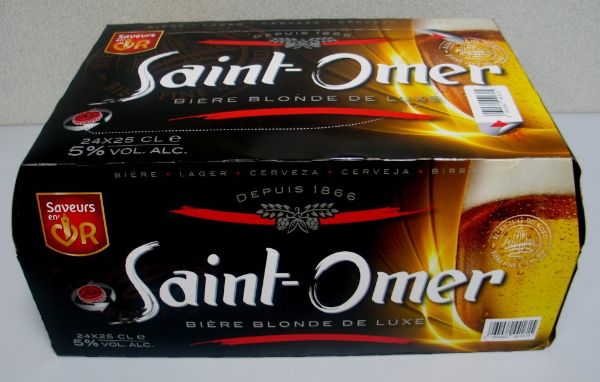 DEPUIS 1866
Saveurs
en OR
Saint-Omer
BIÈRE BLONDE DE LUXE
24X25 CL e
5% VOL. ALC.
BIÈRE • LAGER • CERVEZA • CERVEJA • BIRR
DEPUIS 1866
Saveurs
en OR
Saint-Omer
BIÈRE BLONDE DE LUXE
24X25 CL e
5% VOL. ALC.